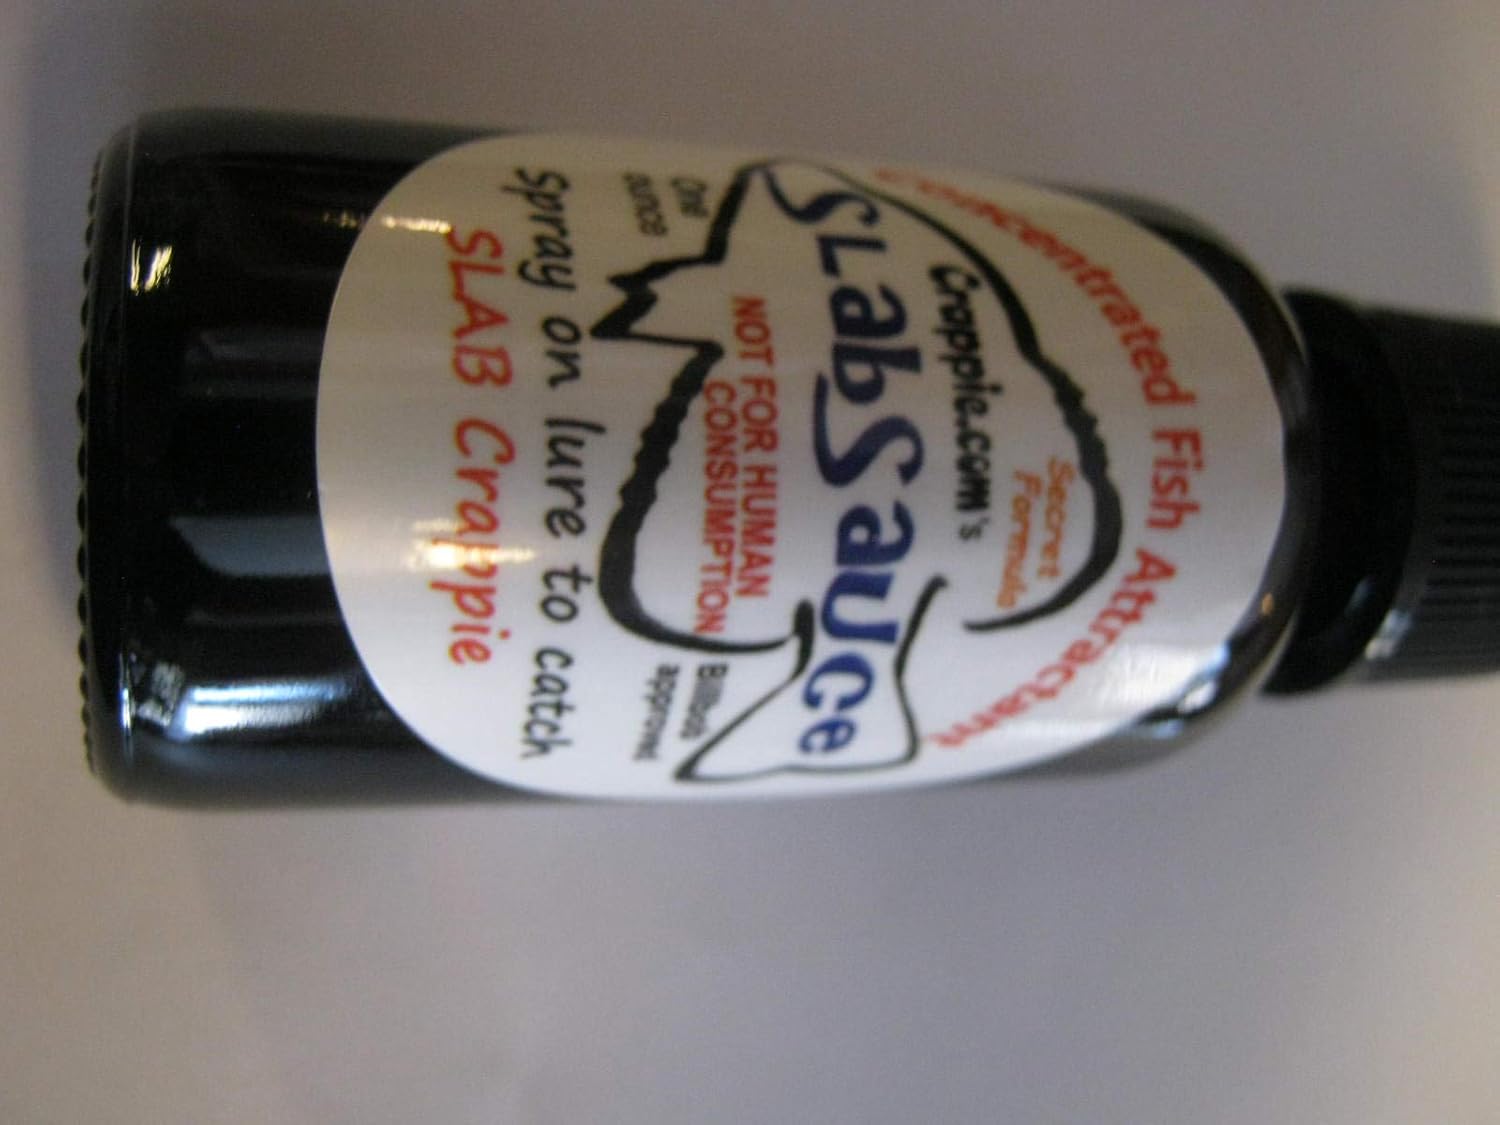 Concentrated Fish Attractant
Secret
Formula
Crappie.com's
SLabSauce
NOT FOR HUMAN
CONSUMPTION
One
ounce
Billbob
approved
Spray on lure to catch
SLAB Crappie